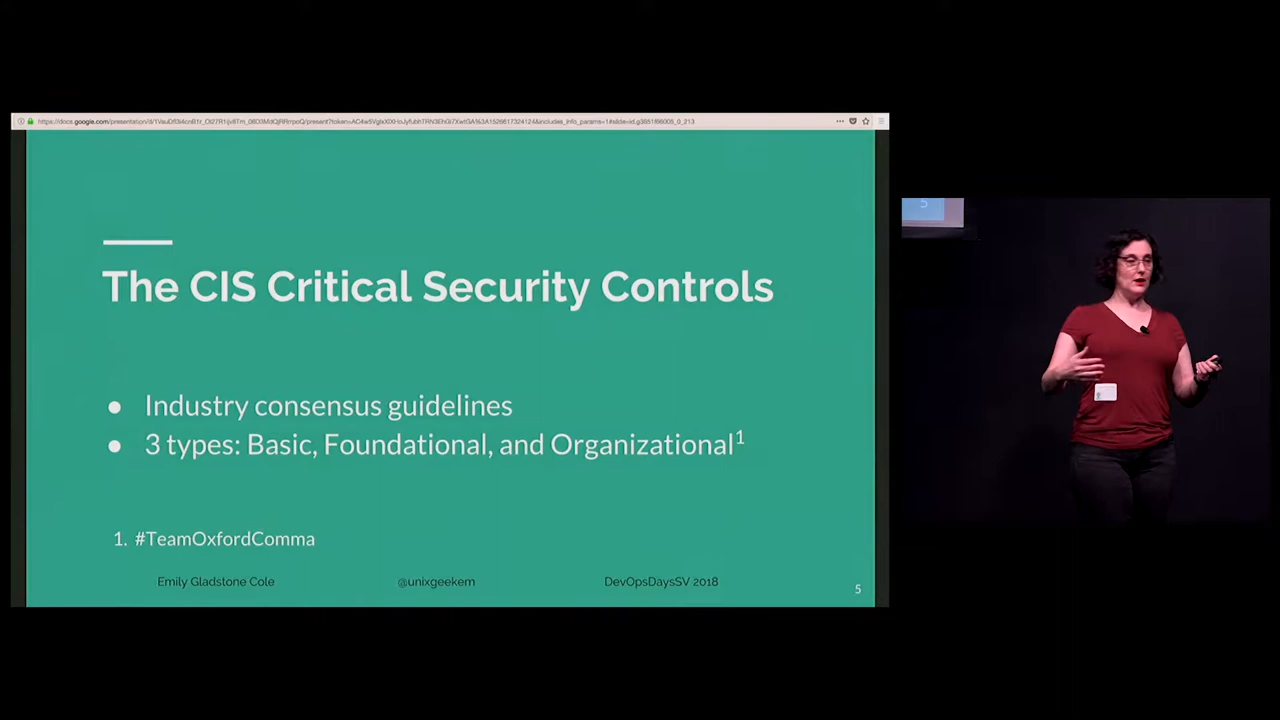 The CIS Critical Security Controls
● Industry consensus guidelines
● 3 types: Basic, Foundational, and Organizational1
1. #TeamOxfordComma
Emily Gladstone Cole @unixgeekem DevOpsDaysSV 2018
5
5